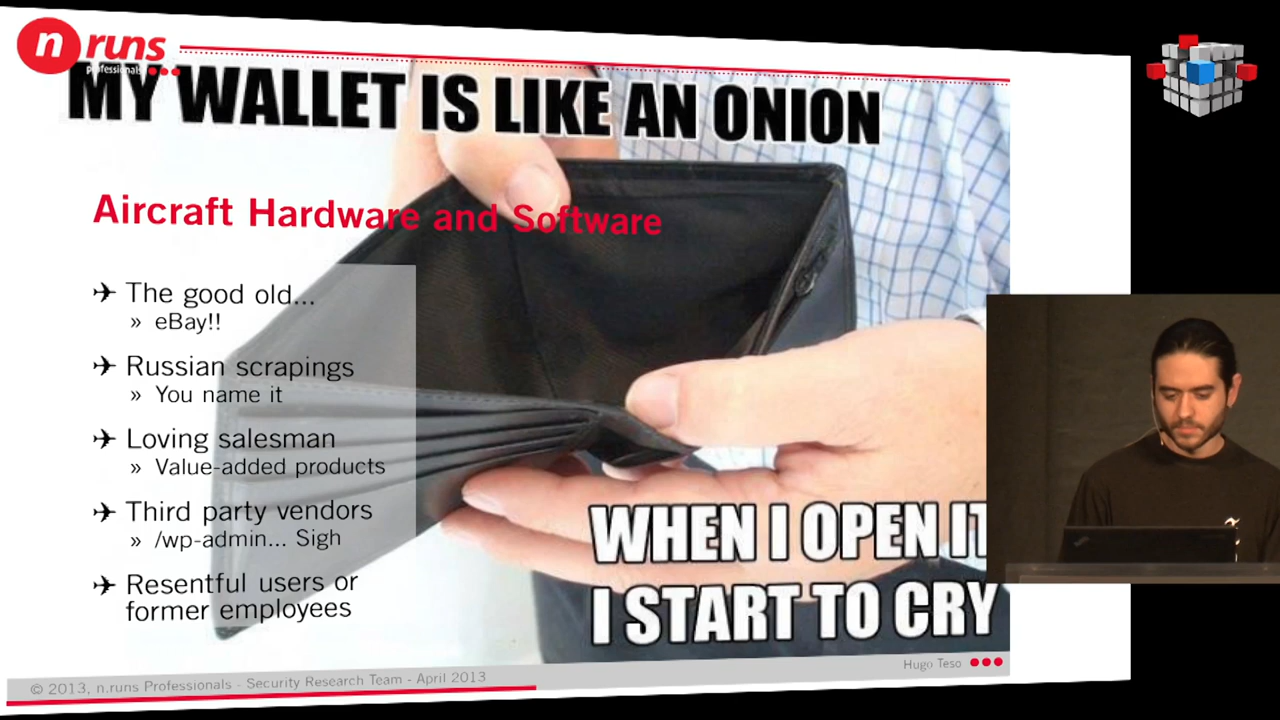 n runs
professionals
MY WALLET IS LIKE AN ONION
Aircraft Hardware and Software
The good old...
» eBay!!
Russian scrapings
» You name it
Loving salesman
» Value-added products
Third party vendors
» /wp-admin... Sigh
Resentful users or
former employees
WHEN I OPEN IT
I START TO CRY
Hugo Teso
© 2013, n.runs Professionals - Security Research Team - April 2013